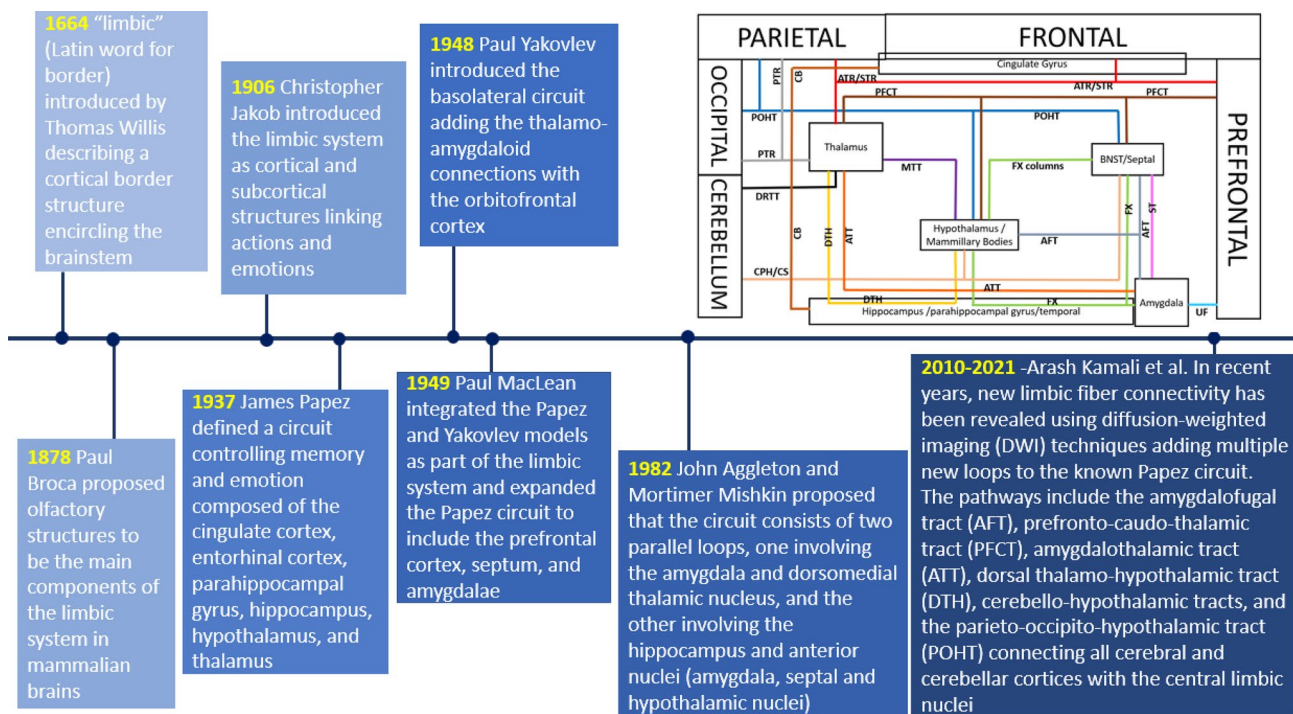 1664 “limbic”
(Latin word for
border)
introduced by
Thomas Willis
describing a
cortical border
structure
encircling the
brainstem
1906 Christopher
Jakob introduced
the limbic system
as cortical and
subcortical
structures linking
actions and
emotions
1948 Paul Yakovlev
introduced the
basolateral circuit
adding the thalamo-
amygdaloid
connections with
the orbitofrontal
cortex
PARIETAL
FRONTAL
OCCIPITAL
CEREBELLUM
PREFRONTAL
Cingulate Gyrus
PTR
CB
ATR/STR
ATR/STR
PFCT
PFCT
POHT
POHT
Thalamus
BNST/Septal
PTR
MTT
FX columns
DRTT
FX
ST
AFT
Hypothalamus /
Mammillary Bodies
AFT
CB
DTH
ATT
CPH/CS
ATT
Amygdala
DTH
FX
Hippocampus /parahippocampal gyrus/temporal
UF
1878 Paul
Broca proposed
olfactory
structures to
be the main
components of
the limbic
system in
mammalian
brains
1937 James Papez
defined a circuit
controlling memory
and emotion
composed of the
cingulate cortex,
entorhinal cortex,
parahippocampal
gyrus, hippocampus,
hypothalamus, and
thalamus
1949 Paul MacLean
integrated the Papez
and Yakovlev models
as part of the limbic
system and expanded
the Papez circuit to
include the prefrontal
cortex, septum, and
amygdalae
1982 John Aggleton and
Mortimer Mishkin proposed
that the circuit consists of two
parallel loops, one involving
the amygdala and dorsomedial
thalamic nucleus, and the
other involving the
hippocampus and anterior
nuclei (amygdala, septal and
hypothalamic nuclei)
2010-2021 -Arash Kamali et al. In recent
years, new limbic fiber connectivity has
been revealed using diffusion-weighted
imaging (DWI) techniques adding multiple
new loops to the known Papez circuit.
The pathways include the amygdalofugal
tract (AFT), prefronto-caudo-thalamic
tract (PFCT), amygdalothalamic tract
(ATT), dorsal thalamo-hypothalamic tract
(DTH), cerebello-hypothalamic tracts, and
the parieto-occipito-hypothalamic tract
(POHT) connecting all cerebral and
cerebellar cortices with the central limbic
nuclei